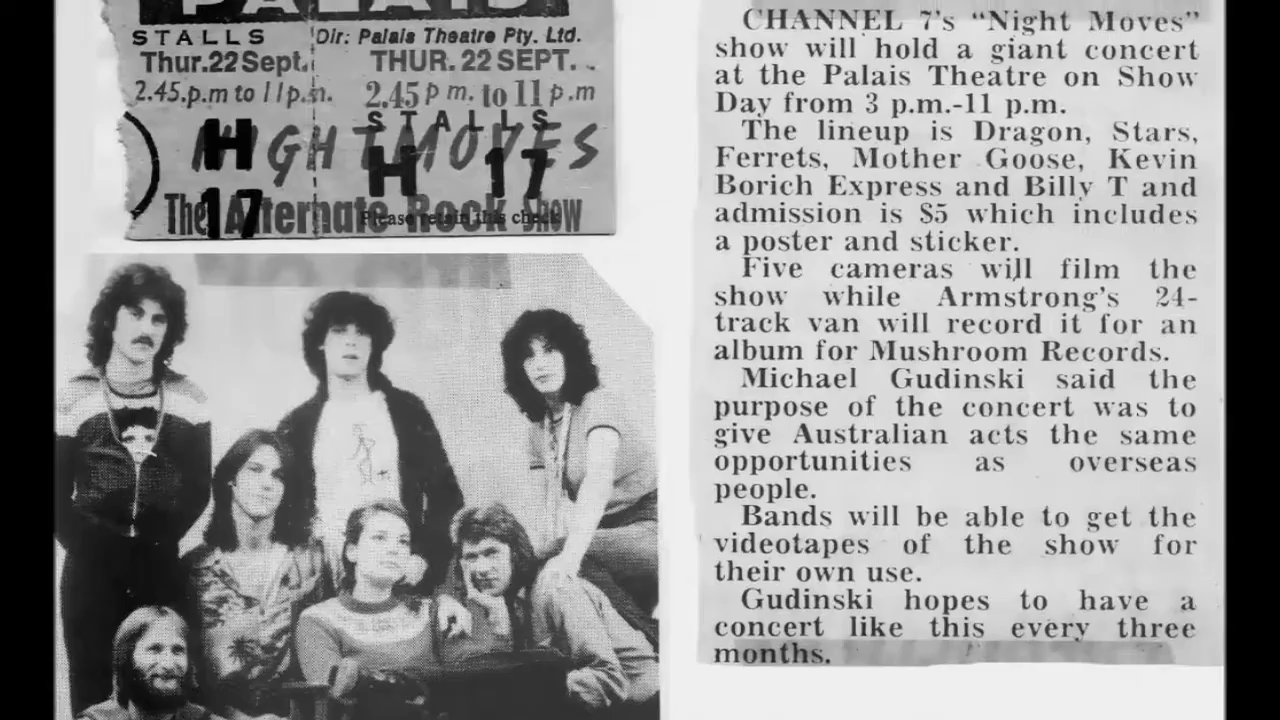 PALAIS
STALLS
Dir: Palais Theatre Pty. Ltd.
Thur.22 Sept.
THUR. 22 SEPT.
2.45.p.m to 11p.m.
2.45 p m. to 11 p.m
STALLS
NIGHT MOVES
H
H 17
17
The Alternate Rock Show
Please retain this check
CHANNEL 7's "Night Moves"
show will hold a giant concert
at the Palais Theatre on Show
Day from 3 p.m.-11 p.m.
The lineup is Dragon, Stars,
Ferrets, Mother Goose, Kevin
Borich Express and Billy T and
admission is $5 which includes
a poster and sticker.
Five cameras will film the
show while Armstrong's 24-
track van will record it for an
album for Mushroom Records.
Michael Gudinski said the
purpose of the concert was to
give Australian acts the same
opportunities as overseas
people.
Bands will be able to get the
videotapes of the show for
their own use.
Gudinski hopes to have a
concert like this every three
months.